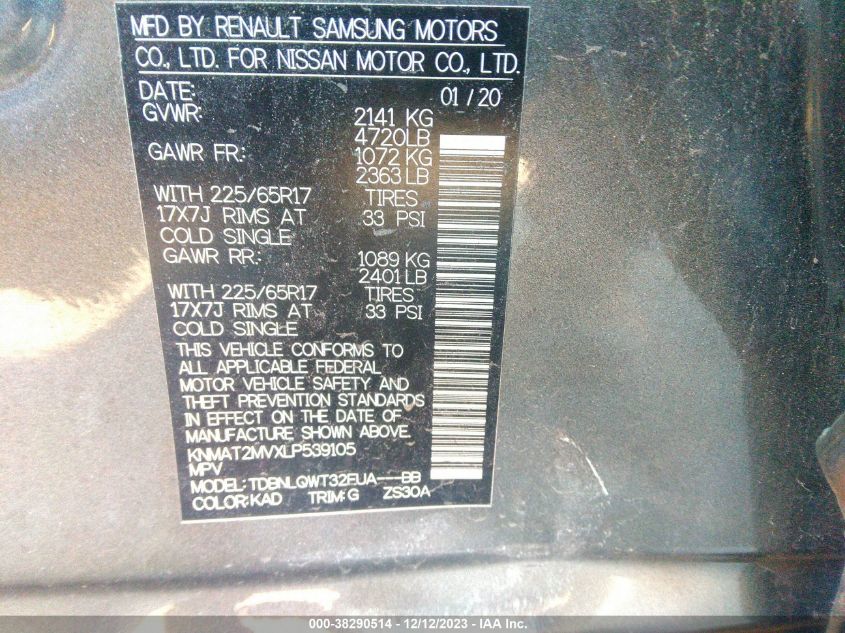 MFD BY RENAULT SAMSUNG MOTORS
CO., LTD. FOR NISSAN MOTOR CO., LTD.
DATE: 01 / 20
GVWR: 2141 KG
4720LB
GAWR FR: 1072 KG
2363 LB
WITH 225/65R17 TIRES
17X7J RIMS AT 33 PSI
COLD SINGLE
GAWR RR: 1089 KG
2401 LB
WITH 225/65R17 TIRES
17X7J RIMS AT 33 PSI
COLD SINGLE
THIS VEHICLE CONFORMS TO
ALL APPLICABLE FEDERAL
MOTOR VEHICLE SAFETY AND
THEFT PREVENTION STANDARDS
IN EFFECT ON THE DATE OF
MANUFACTURE SHOWN ABOVE.
KNMAT2MVXLP539105
MPV
MODEL: TDBNLQWT32EUA---BB
COLOR: KAD TRIM: G ZS30A
000-38290514 - 12/12/2023 - IAA Inc.